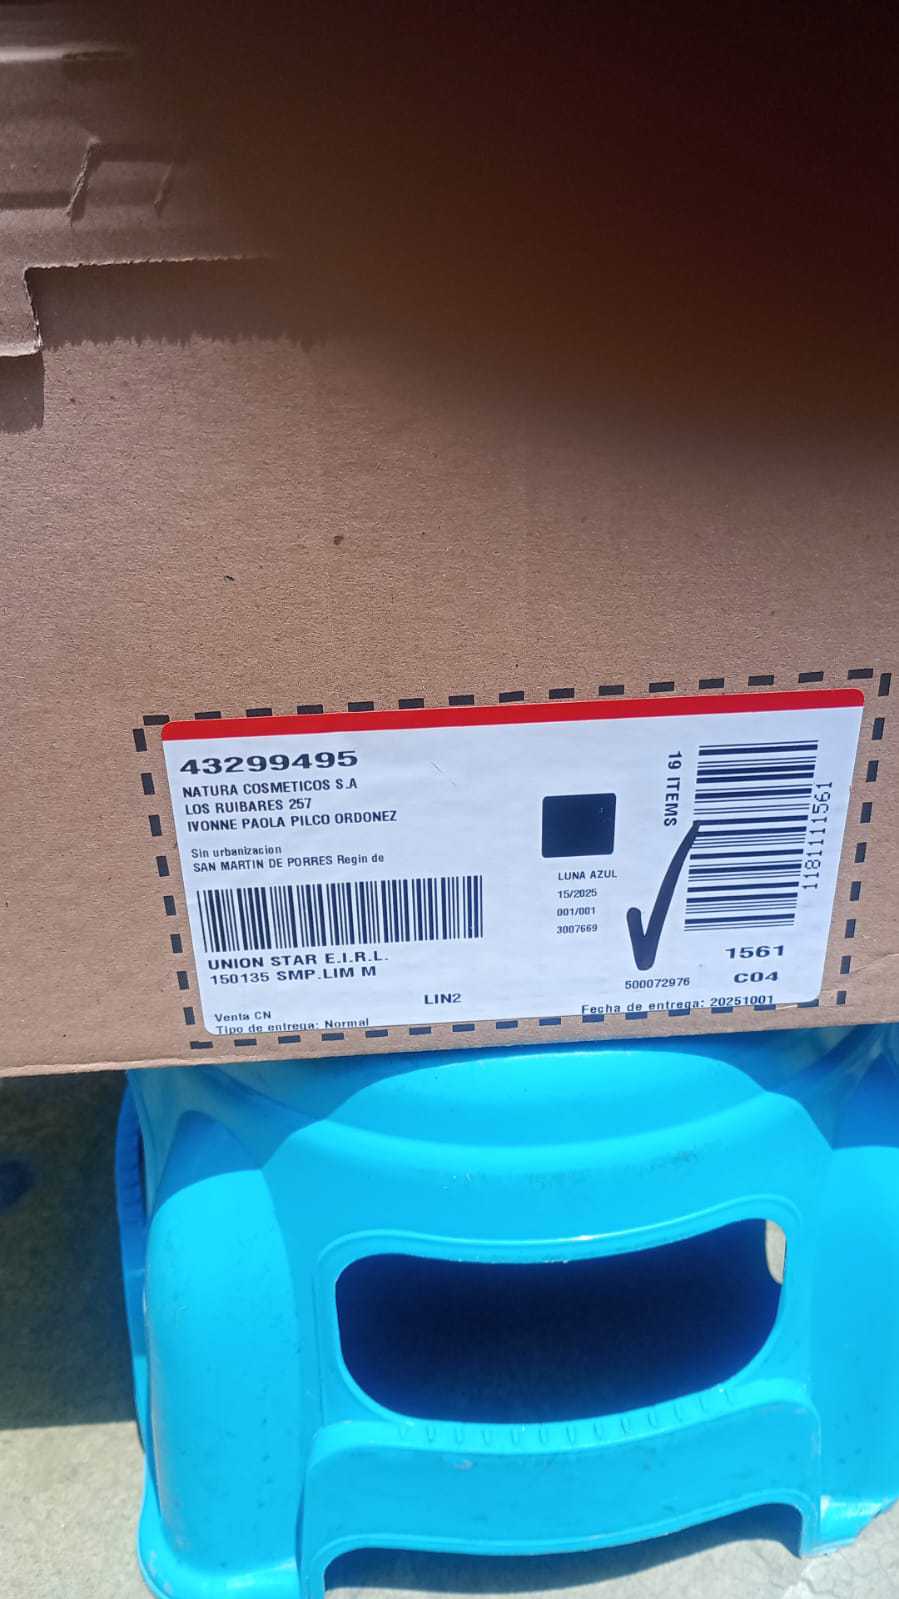 43299495
NATURA COSMETICOS S.A
LOS RUIBARES 257
IVONNE PAOLA PILCO ORDONEZ
Sin urbanizacion
SAN MARTIN DE PORRES Regin de
UNION STAR E.I.R.L.
150135 SMP.LIM M
LIN2
Venta CN
Tipo de entrega: Normal
LUNA AZUL
15/2025
001/001
3007669
19 ITEMS
1181111561
1561
500072976
C04
Fecha de entrega: 20251001